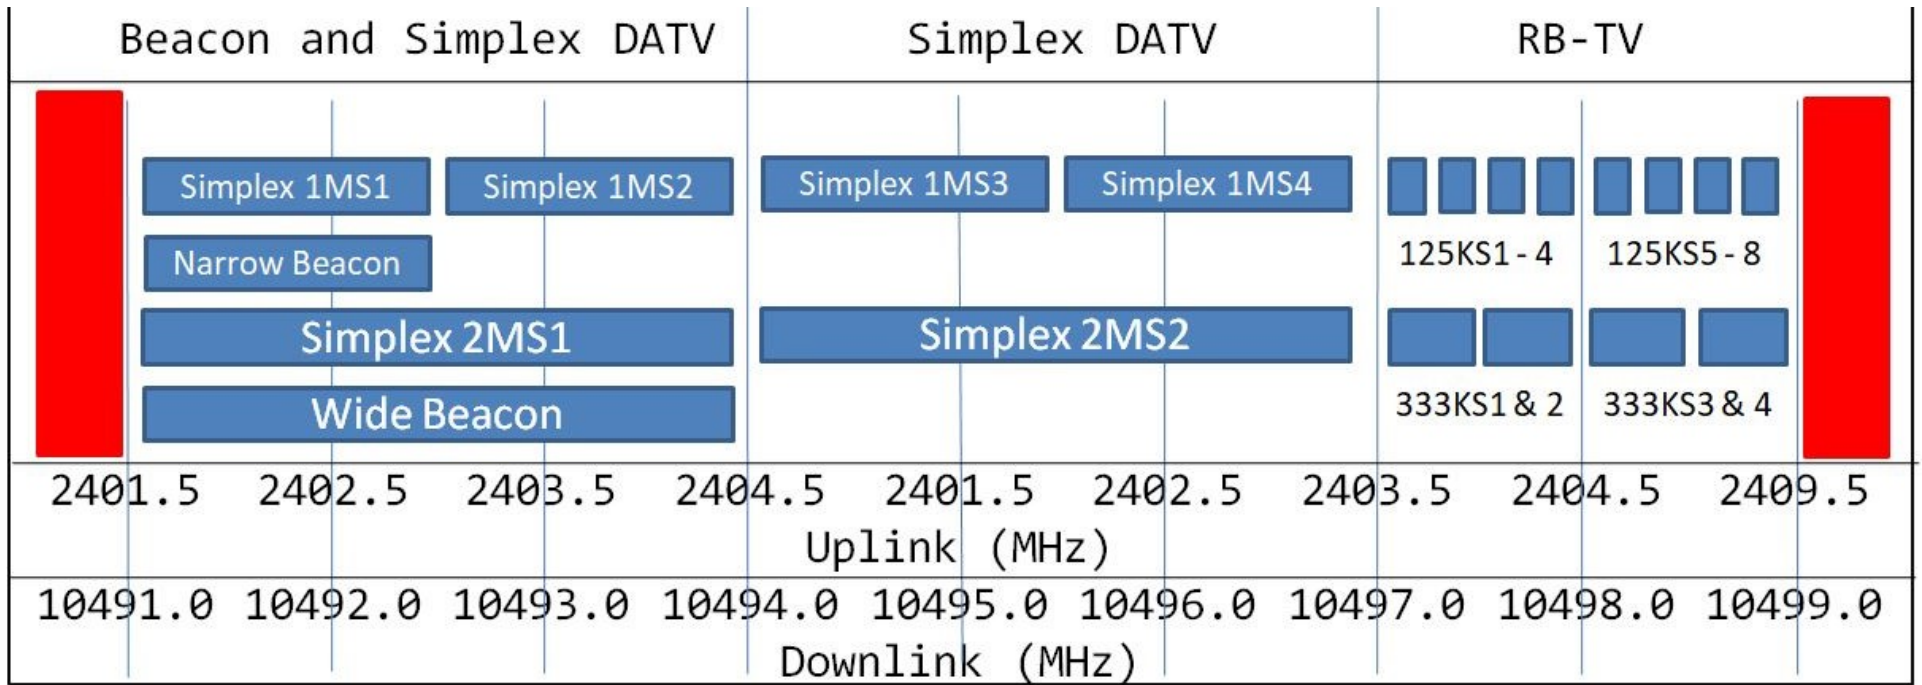 Beacon and Simplex DATV Simplex DATV RB-TV
Simplex 1MS1 Simplex 1MS2 Simplex 1MS3 Simplex 1MS4
Narrow Beacon 125KS1 - 4 125KS5 - 8
Simplex 2MS1 Simplex 2MS2
Wide Beacon 333KS1 & 2 333KS3 & 4
2401.5 2402.5 2403.5 2404.5 2401.5 2402.5 2403.5 2404.5 2409.5
Uplink (MHz)
10491.0 10492.0 10493.0 10494.0 10495.0 10496.0 10497.0 10498.0 10499.0
Downlink (MHz)